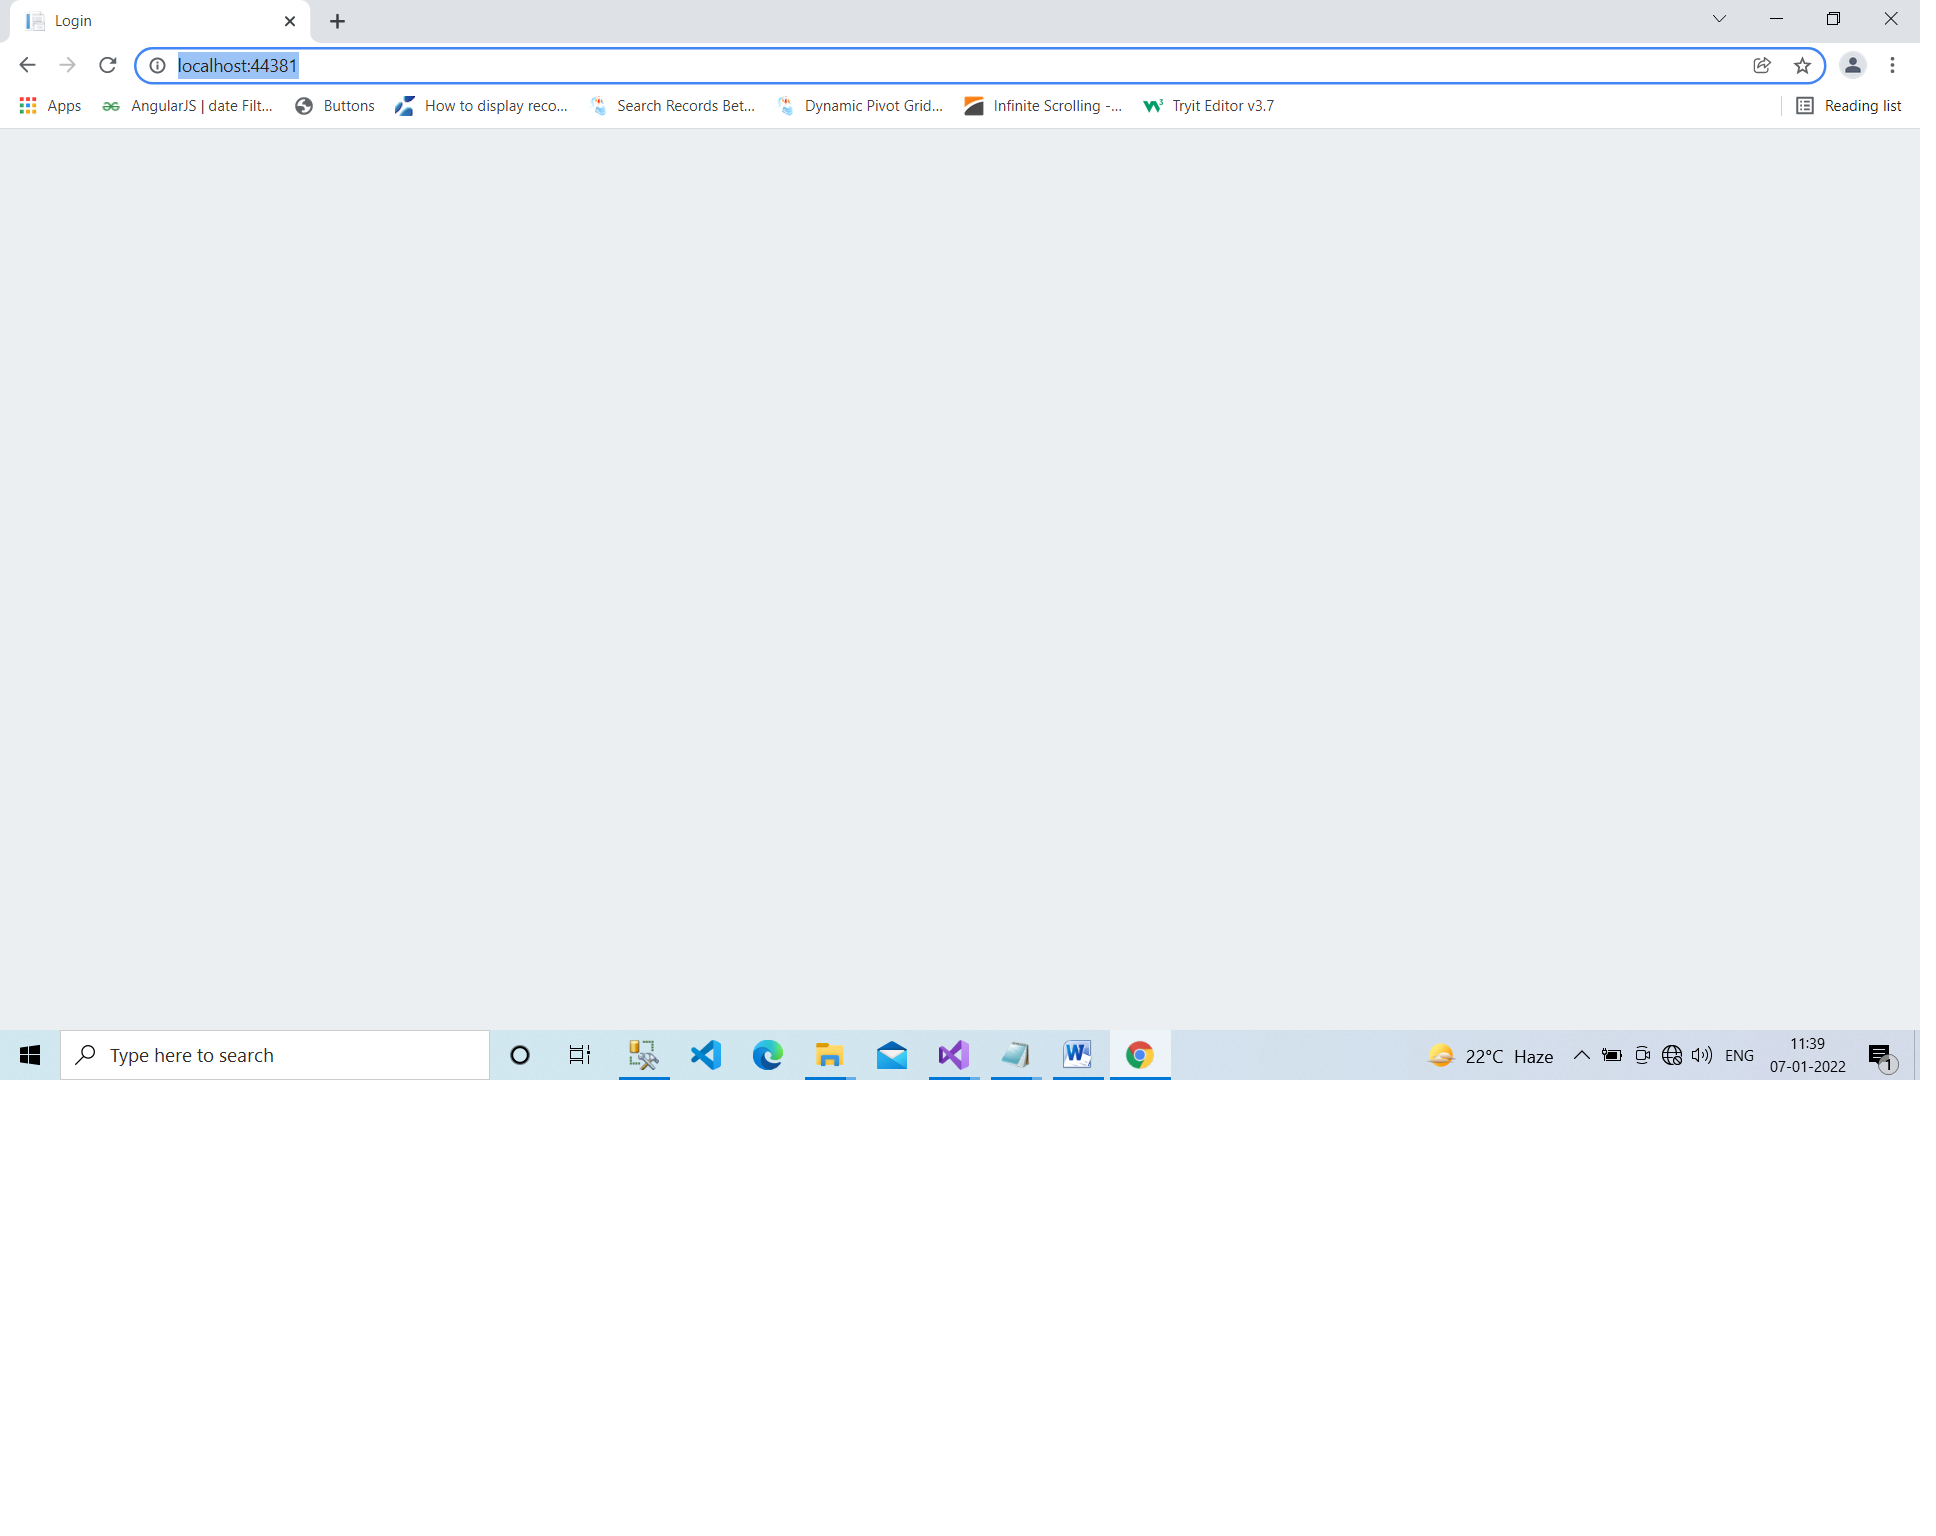 Login
localhost:44381
Apps AngularJS | date Filt... Buttons How to display reco... Search Records Bet... Dynamic Pivot Grid... Infinite Scrolling -... Tryit Editor v3.7 Reading list
Type here to search 22°C Haze ENG 11:39
07-01-2022 1